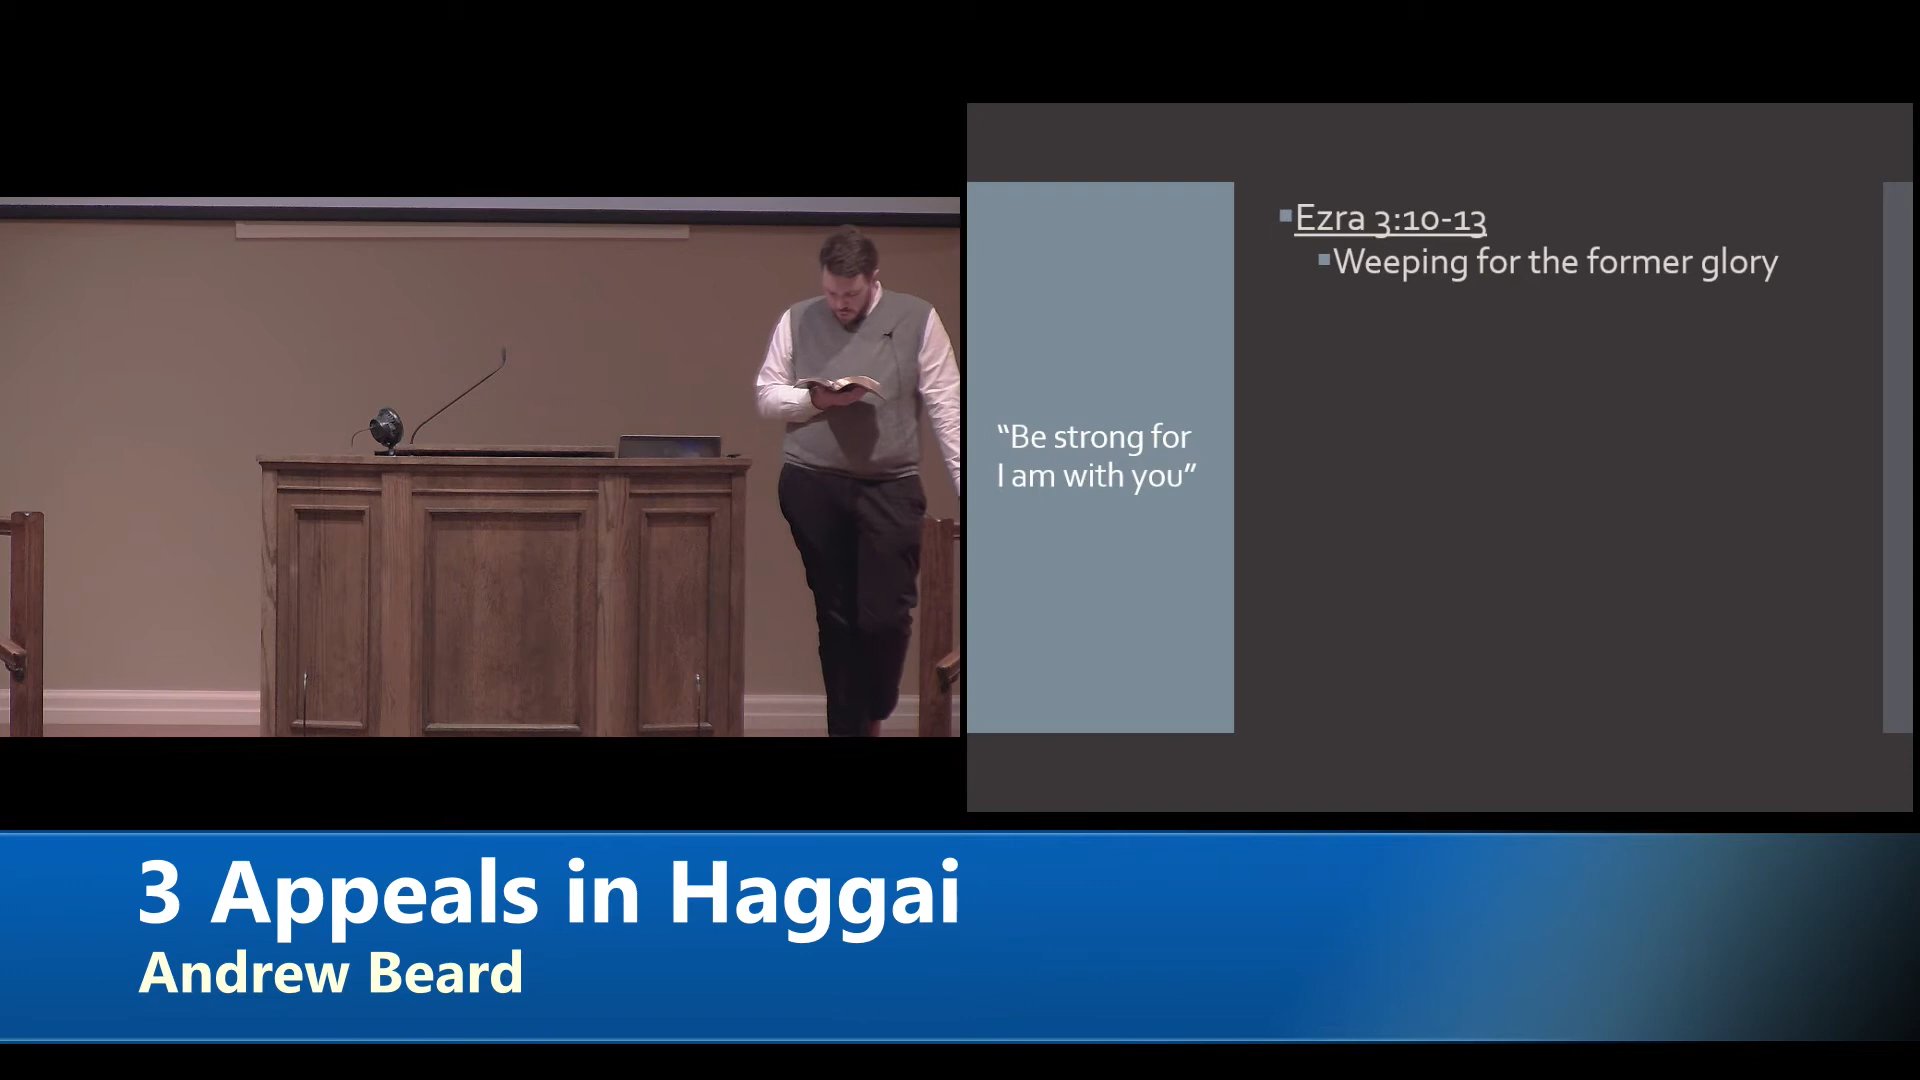 Ezra 3:10-13
Weeping for the former glory
“Be strong for
I am with you”
3 Appeals in Haggai
Andrew Beard